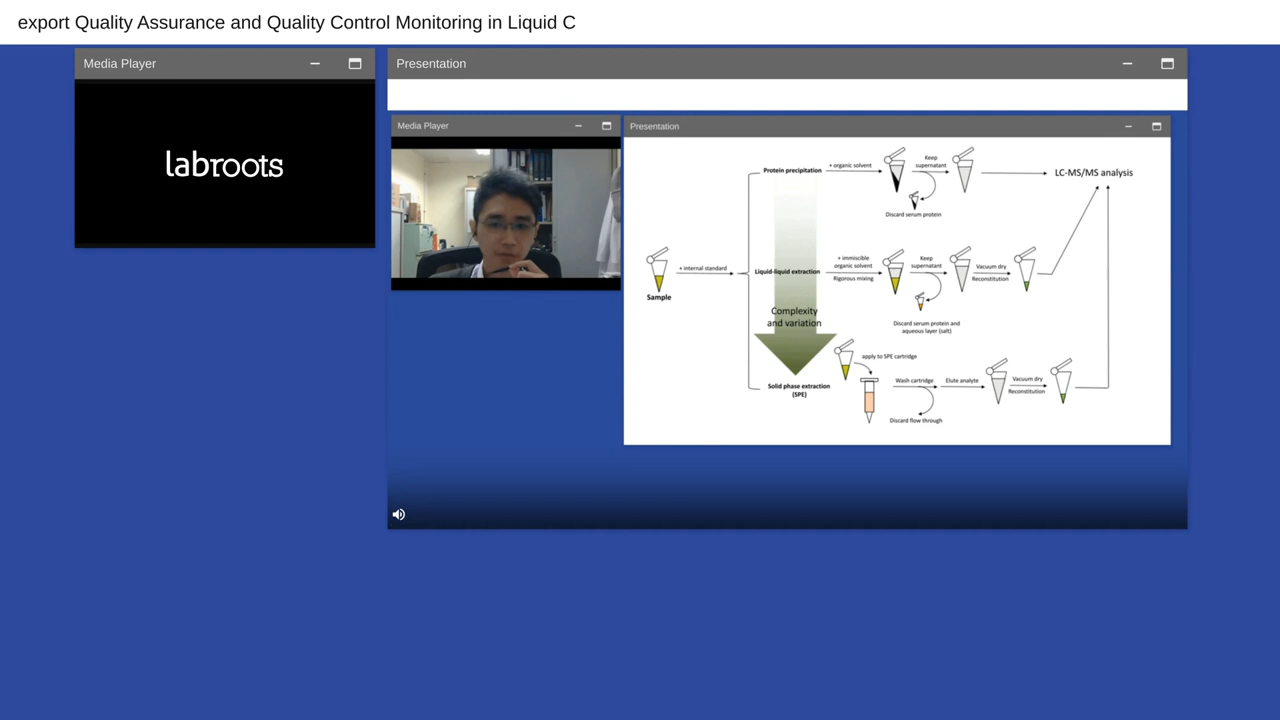 export Quality Assurance and Quality Control Monitoring in Liquid C
Media Player
labroots
Presentation
Media Player
Presentation
Protein precipitation
+ organic solvent
Keep
supernatant
Discard serum protein
LC-MS/MS analysis
Sample
+ internal standard
Liquid-liquid extraction
+ immiscible
organic solvent
Rigorous mixing
Keep
supernatant
Discard serum protein and
aqueous layer (salt)
Vacuum dry
Reconstitution
Complexity
and variation
Solid phase extraction
(SPE)
apply to SPE cartridge
Wash cartridge
Discard flow through
Elute analyte
Vacuum dry
Reconstitution